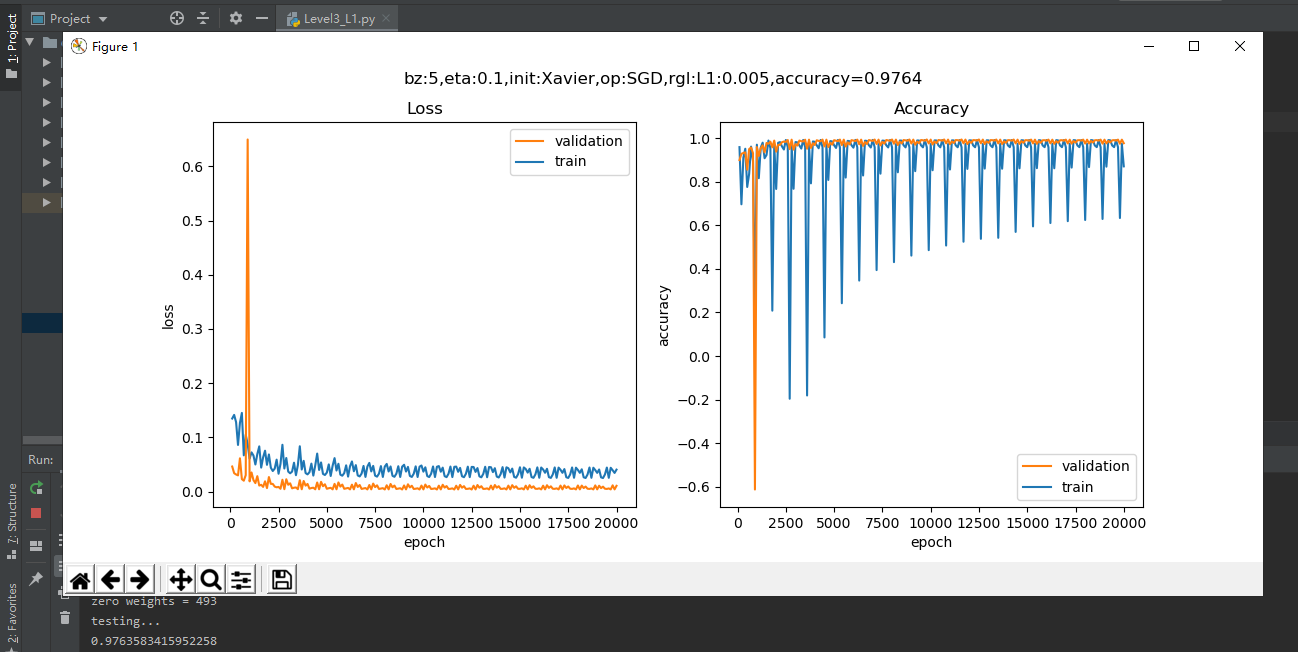 Project
Level3_L1.py
1: Project
Figure 1
bz:5,eta:0.1,init:Xavier,op:SGD,rgl:L1:0.005,accuracy=0.9764
Loss
validation
train
0.6
0.5
0.4
0.3
0.2
0.1
0.0
loss
0
2500
5000
7500
10000
12500
15000
17500
20000
epoch
Accuracy
1.0
0.8
0.6
0.4
0.2
0.0
−0.2
−0.4
−0.6
accuracy
validation
train
0
2500
5000
7500
10000
12500
15000
17500
20000
epoch
Run:
7: Structure
2: Favorites
zero weights = 493
testing...
0.9763583415952258